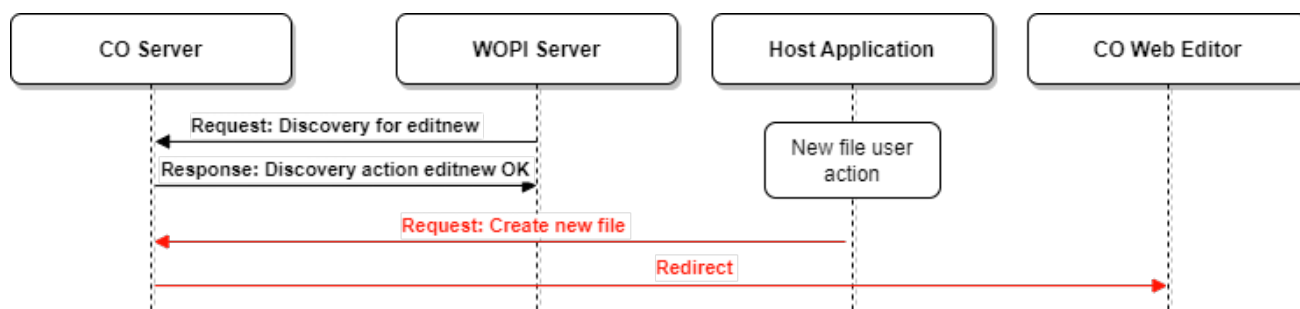 CO Server
WOPI Server
Host Application
CO Web Editor
Request: Discovery for editnew
Response: Discovery action editnew OK
New file user
action
Request: Create new file
Redirect